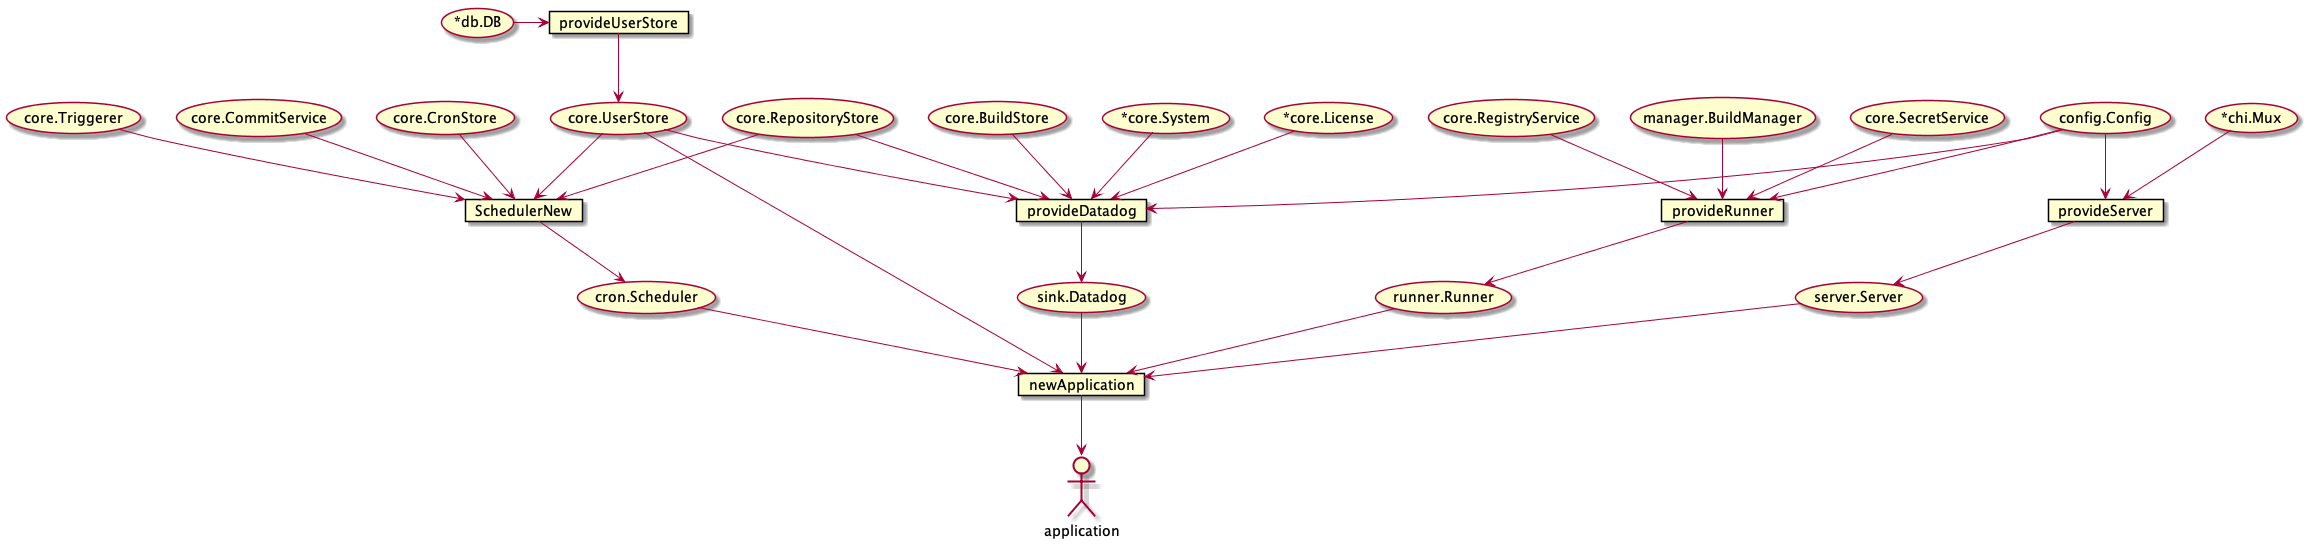 *db.DB
provideUserStore
core.Triggerer
core.CommitService
core.CronStore
core.UserStore
core.RepositoryStore
core.BuildStore
*core.System
*core.License
core.RegistryService
manager.BuildManager
core.SecretService
config.Config
*chi.Mux
SchedulerNew
provideDatadog
provideRunner
provideServer
cron.Scheduler
sink.Datadog
runner.Runner
server.Server
newApplication
application